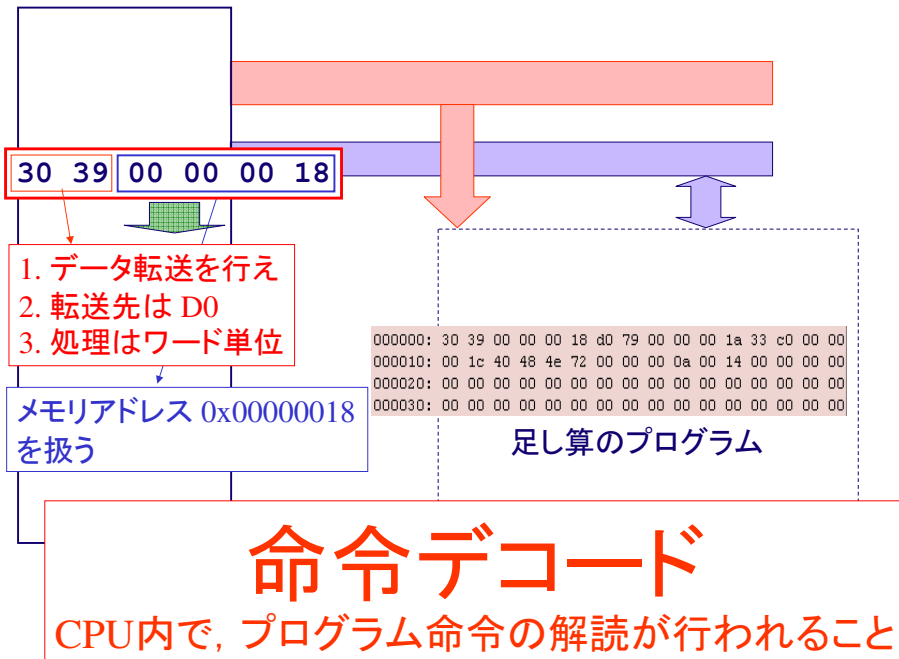 30 39 00 00 00 18
1. データ転送を行え
2. 転送先は D0
3. 処理はワード単位
メモリアドレス 0x00000018
を扱う
000000: 30 39 00 00 00 18 d0 79 00 00 00 1a 33 c0 00 00
000010: 00 1c 40 48 4e 72 00 00 00 0a 00 14 00 00 00 00
000020: 00 00 00 00 00 00 00 00 00 00 00 00 00 00 00 00
000030: 00 00 00 00 00 00 00 00 00 00 00 00 00 00 00 00
足し算のプログラム
命令デコード
CPU内で，プログラム命令の解読が行われること